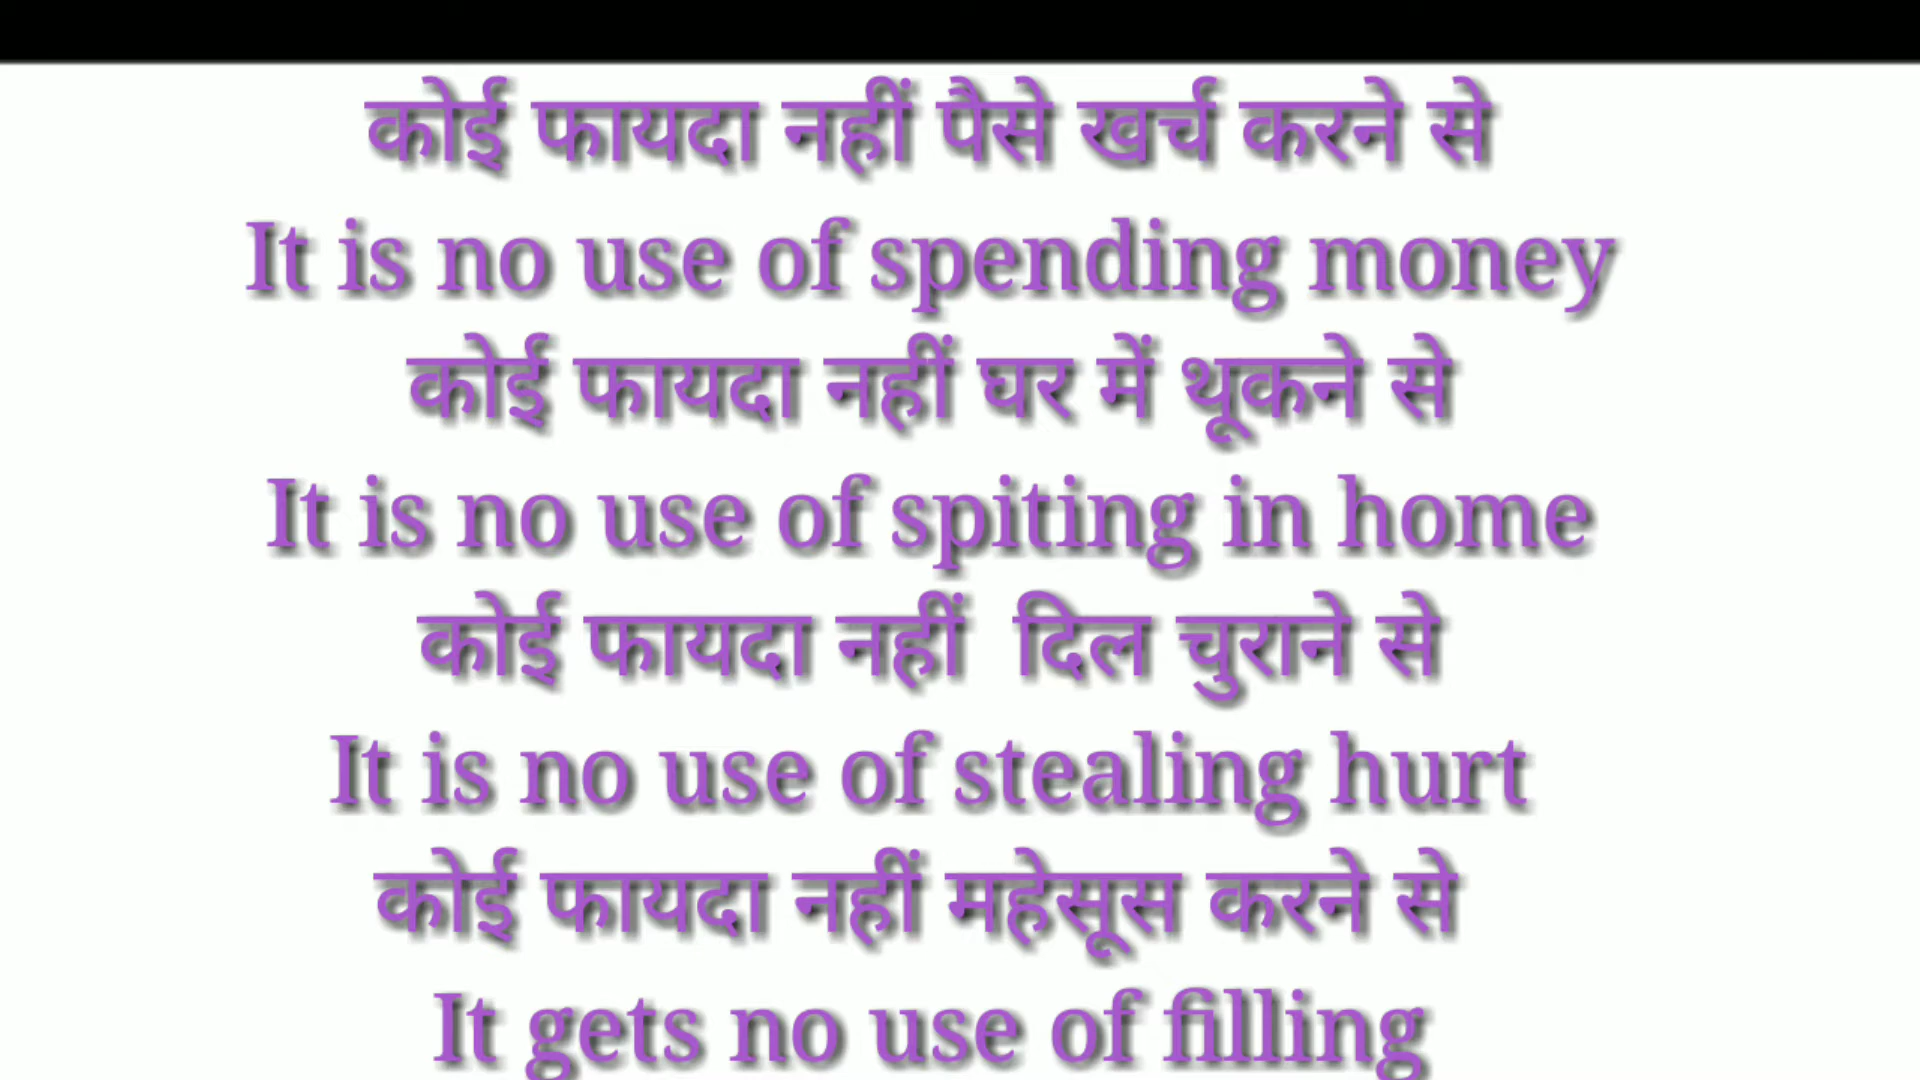 कोई फायदा नहीं पैसे खर्च करने से
It is no use of spending money
कोई फायदा नहीं घर में थूकने से
It is no use of spiting in home
कोई फायदा नहीं दिल चुराने से
It is no use of stealing hurt
कोई फायदा नहीं महेसूस करने से
It gets no use of filling